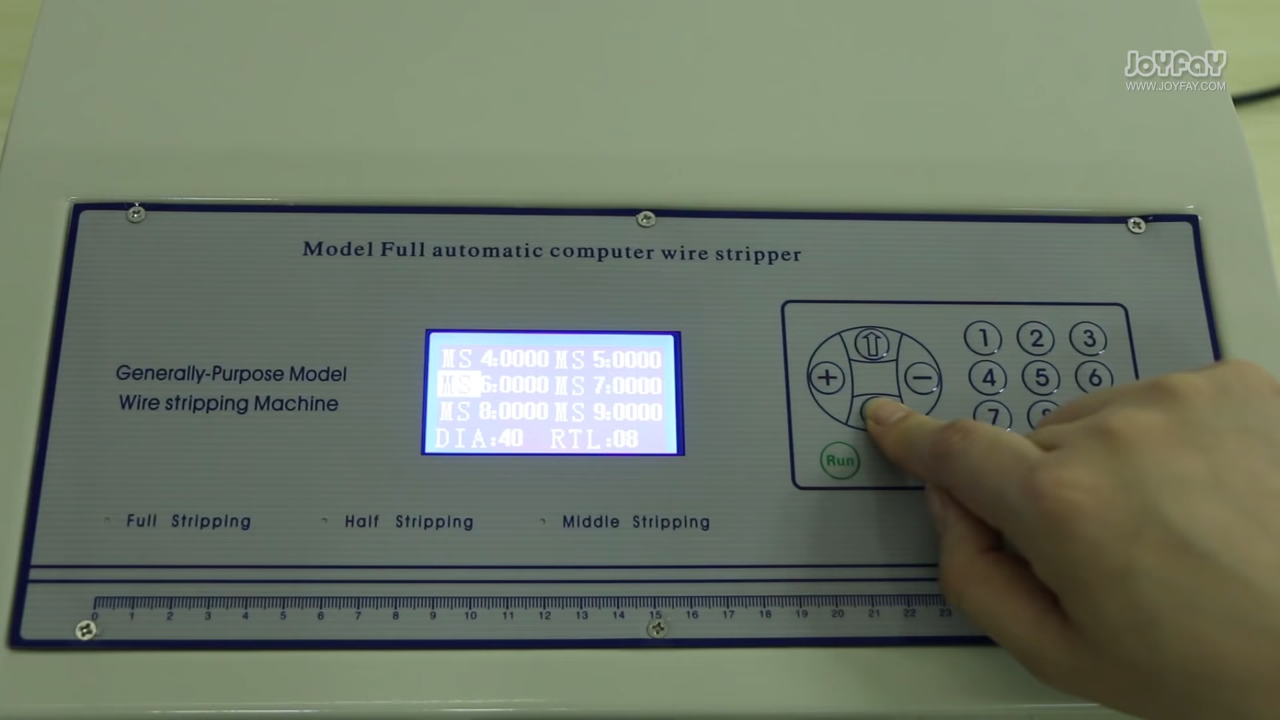 JoYFaY
WWW.JOYFAY.COM
Model Full automatic computer wire stripper
Generally-Purpose Model
Wire stripping Machine
MS 4:0000 MS 5:0000
MS 6:0000 MS 7:0000
MS 8:0000 MS 9:0000
DIA:40 RTL:08
+ −
1 2 3
4 5 6
7
Run
Full Stripping Half Stripping Middle Stripping
0 1 2 3 4 5 6 7 8 9 10 11 12 13 14 15 16 17 18 19 20 21 22 23